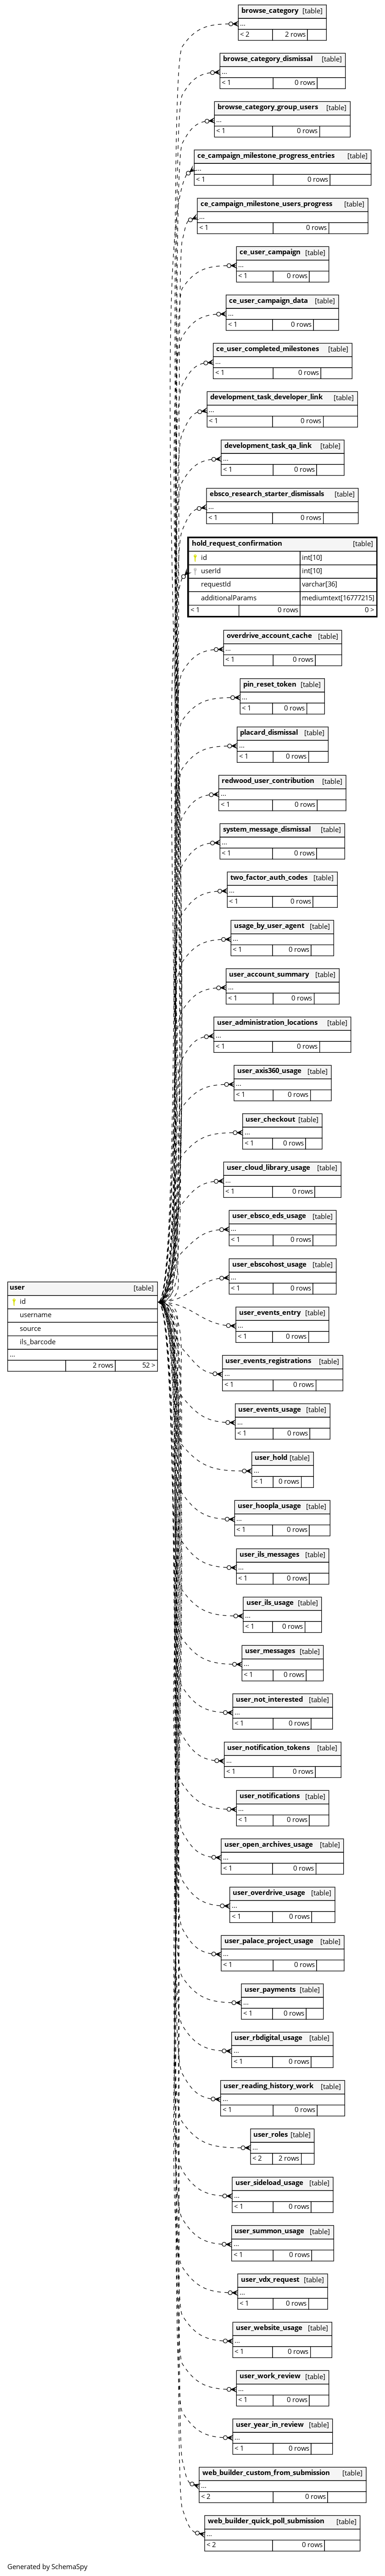 browse_category [table]
...
< 2 2 rows
browse_category_dismissal [table]
...
< 1 0 rows
browse_category_group_users [table]
...
< 1 0 rows
ce_campaign_milestone_progress_entries [table]
...
< 1 0 rows
ce_campaign_milestone_users_progress [table]
...
< 1 0 rows
ce_user_campaign [table]
...
< 1 0 rows
ce_user_campaign_data [table]
...
< 1 0 rows
ce_user_completed_milestones [table]
...
< 1 0 rows
development_task_developer_link [table]
...
< 1 0 rows
development_task_qa_link [table]
...
< 1 0 rows
ebsco_research_starter_dismissals [table]
...
< 1 0 rows
hold_request_confirmation [table]
id int[10]
userId int[10]
requestId varchar[36]
additionalParams mediumtext[16777215]
< 1 0 rows 0 >
overdrive_account_cache [table]
...
< 1 0 rows
pin_reset_token [table]
...
< 1 0 rows
placard_dismissal [table]
...
< 1 0 rows
redwood_user_contribution [table]
...
< 1 0 rows
system_message_dismissal [table]
...
< 1 0 rows
two_factor_auth_codes [table]
...
< 1 0 rows
usage_by_user_agent [table]
...
< 1 0 rows
user_account_summary [table]
...
< 1 0 rows
user_administration_locations [table]
...
< 1 0 rows
user_axis360_usage [table]
...
< 1 0 rows
user_checkout [table]
...
< 1 0 rows
user_cloud_library_usage [table]
...
< 1 0 rows
user_ebsco_eds_usage [table]
...
< 1 0 rows
user_ebscohost_usage [table]
...
< 1 0 rows
user [table]
id
username
source
ils_barcode
...
2 rows 52 >
user_events_entry [table]
...
< 1 0 rows
user_events_registrations [table]
...
< 1 0 rows
user_events_usage [table]
...
< 1 0 rows
user_hold [table]
...
< 1 0 rows
user_hoopla_usage [table]
...
< 1 0 rows
user_ils_messages [table]
...
< 1 0 rows
user_ils_usage [table]
...
< 1 0 rows
user_messages [table]
...
< 1 0 rows
user_not_interested [table]
...
< 1 0 rows
user_notification_tokens [table]
...
< 1 0 rows
user_notifications [table]
...
< 1 0 rows
user_open_archives_usage [table]
...
< 1 0 rows
user_overdrive_usage [table]
...
< 1 0 rows
user_palace_project_usage [table]
...
< 1 0 rows
user_payments [table]
...
< 1 0 rows
user_rbdigital_usage [table]
...
< 1 0 rows
user_reading_history_work [table]
...
< 1 0 rows
user_roles [table]
...
< 2 2 rows
user_sideload_usage [table]
...
< 1 0 rows
user_summon_usage [table]
...
< 1 0 rows
user_vdx_request [table]
...
< 1 0 rows
user_website_usage [table]
...
< 1 0 rows
user_work_review [table]
...
< 1 0 rows
user_year_in_review [table]
...
< 1 0 rows
web_builder_custom_from_submission [table]
...
< 2 0 rows
web_builder_quick_poll_submission [table]
...
< 2 0 rows
Generated by SchemaSpy